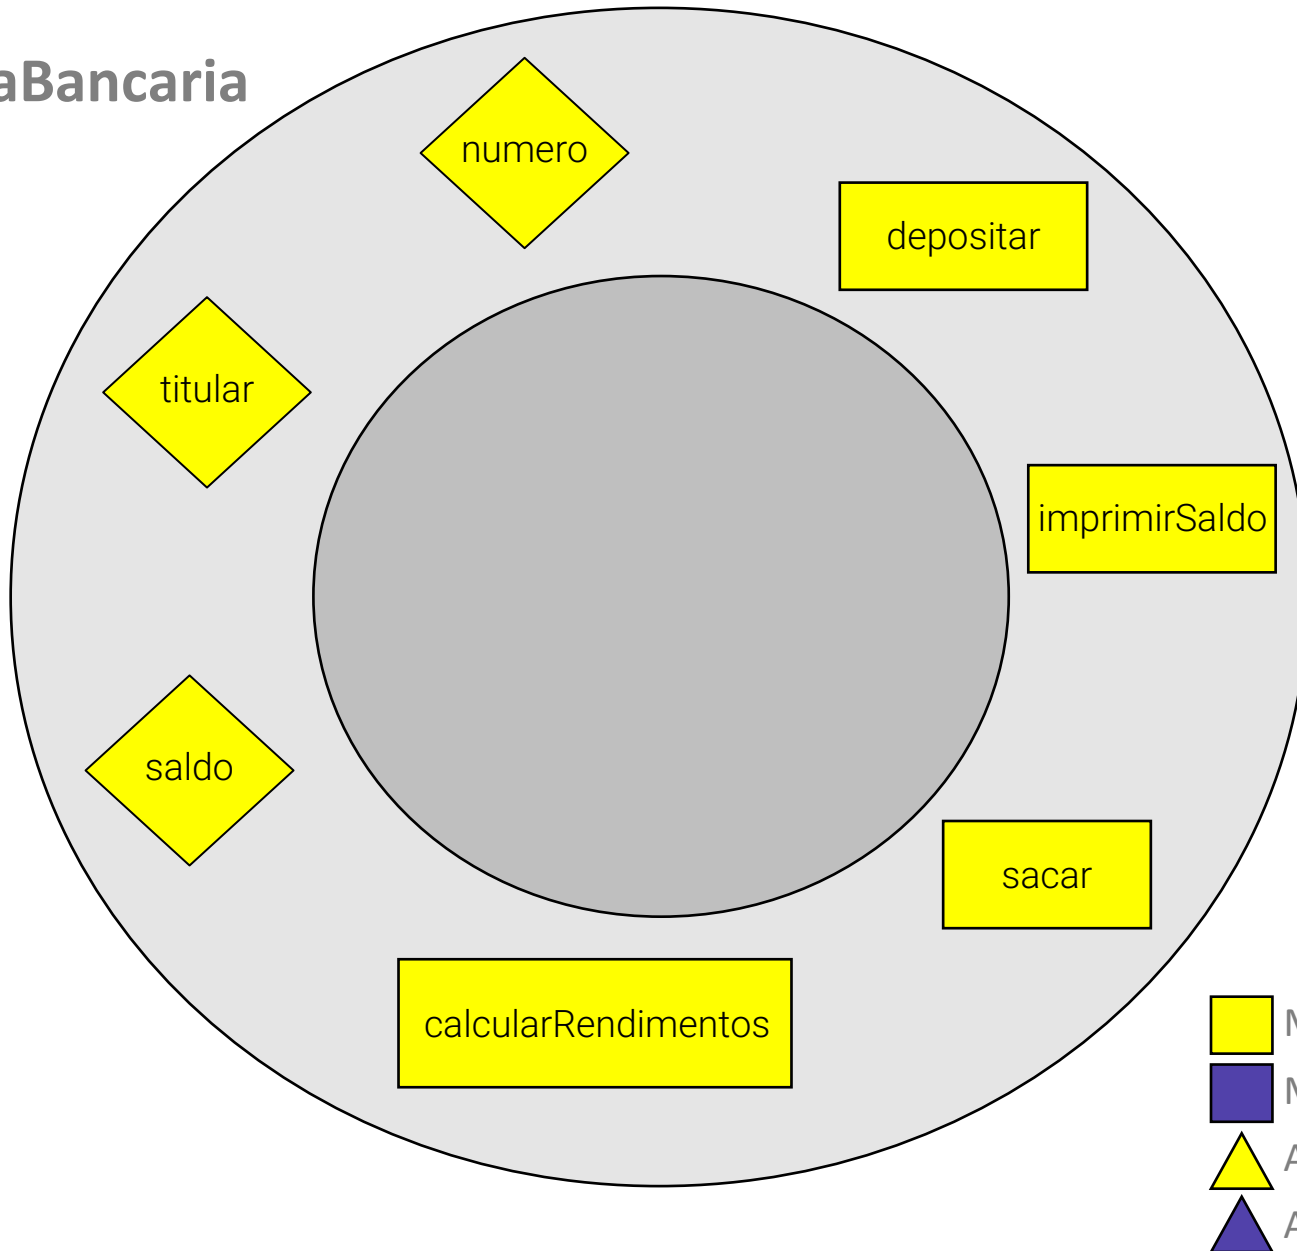 aBancaria
numero
depositar
titular
imprimirSaldo
saldo
sacar
calcularRendimentos
M
M
A
A